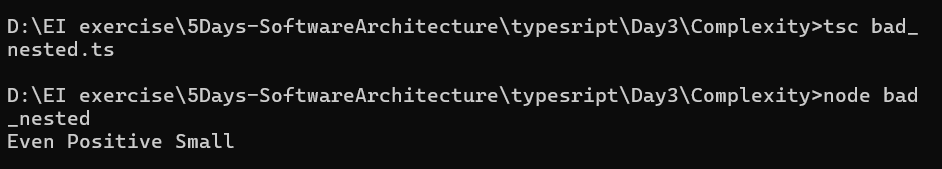 D:\EI exercise\5Days-SoftwareArchitecture\typesript\Day3\Complexity>tsc bad_
nested.ts
D:\EI exercise\5Days-SoftwareArchitecture\typesript\Day3\Complexity>node bad
_nested
Even Positive Small